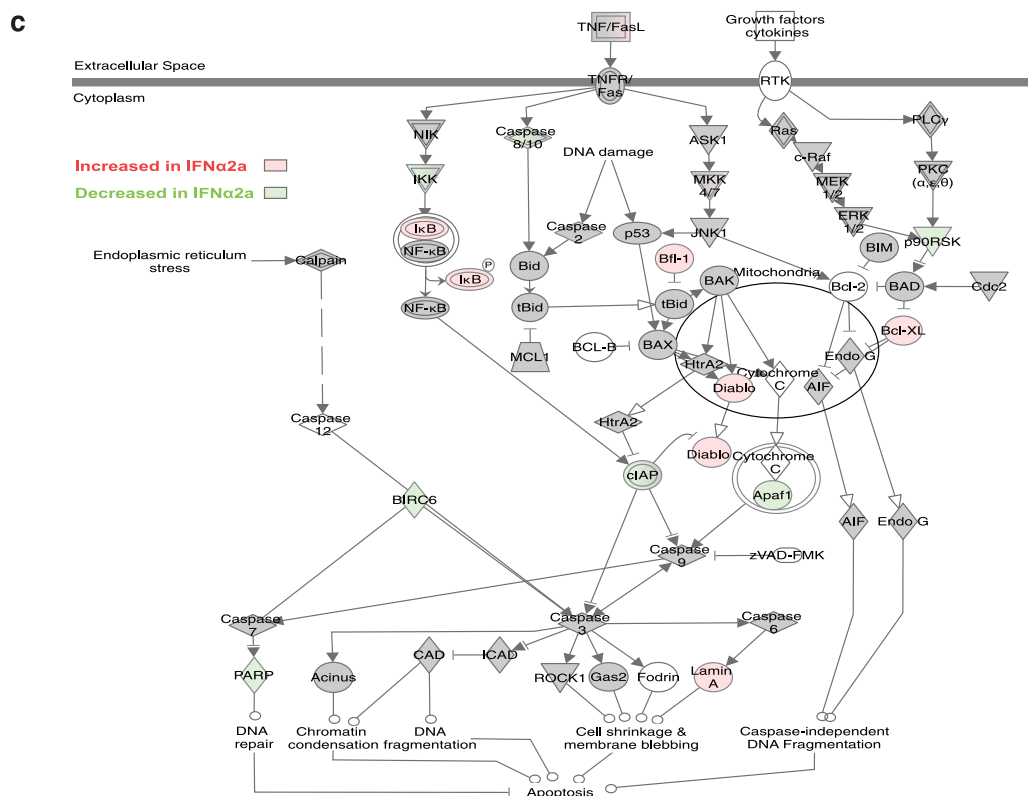 c
TNF/FasL
Growth factors
cytokines
Extracellular Space
Cytoplasm
TNFR/
Fas
RTK
NIK
Caspase
8/10
ASK1
Ras
PLCγ
DNA damage
c-Raf
Increased in IFNα2a
Decreased in IFNα2a
IKK
MKK
4/7
MEK
1/2
PKC
(α,ε,θ)
ERK
1/2
IκB
NF-κB
Caspase
2
p53
JNK1
BIM
p90RSK
Endoplasmic reticulum
stress
Calpain
P
IκB
Bid
Bfl-1
BAK
Mitochondria
Bcl-2
BAD
Cdc2
NF-κB
tBid
tBid
Bcl-XL
MCL1
BCL-B
BAX
HtrA2
Endo G
Diablo
Cytochrome
C
AIF
Caspase
12
HtrA2
Diablo
Cytochrome
C
cIAP
BIRC6
Apaf1
AIF
Endo G
Caspase
9
zVAD-FMK
Caspase
7
Caspase
3
Caspase
6
CAD
ICAD
PARP
Acinus
ROCK1
Gas2
Fodrin
Lamin
A
DNA
repair
Chromatin
condensation
DNA
fragmentation
Cell shrinkage &
membrane blebbing
Caspase-independent
DNA Fragmentation
Apoptosis